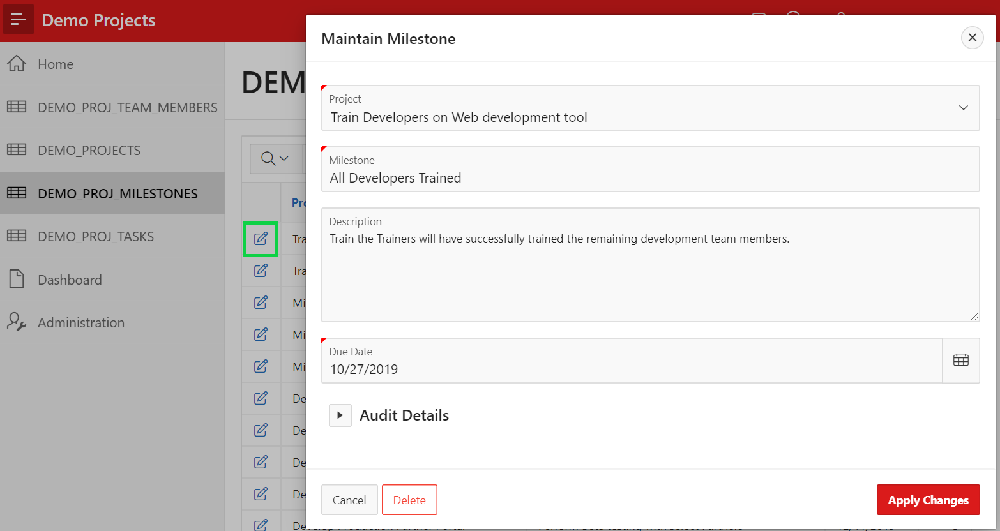 Demo Projects
Home
DEMO_PROJ_TEAM_MEMBERS
DEMO_PROJECTS
DEMO_PROJ_MILESTONES
DEMO_PROJ_TASKS
Dashboard
Administration
DEM
Pro
Tra
Tra
Mi
Mi
Mi
De
De
De
De
Maintain Milestone
Project
Train Developers on Web development tool
Milestone
All Developers Trained
Description
Train the Trainers will have successfully trained the remaining development team members.
Due Date
10/27/2019
Audit Details
Cancel
Delete
Apply Changes